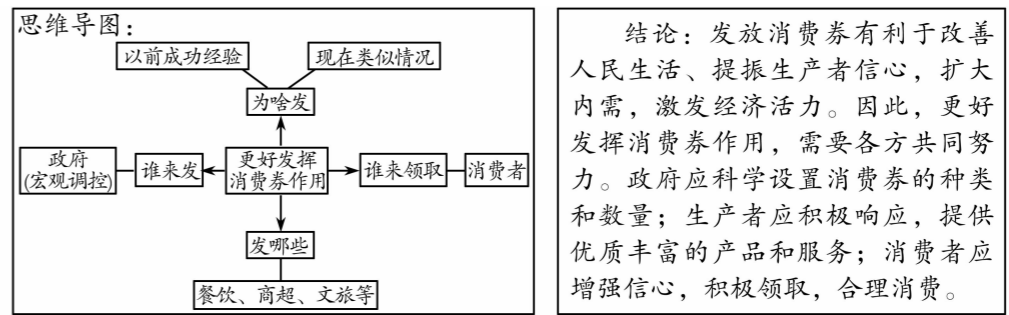 思维导图：
以前成功经验
现在类似情况
为啥发
政府
(宏观调控)
谁来发
更好发挥
消费券作用
谁来领取
消费者
发哪些
餐饮、商超、文旅等
结论：发放消费券有利于改善
人民生活、提振生产者信心，扩大
内需，激发经济活力。因此，更好
发挥消费券作用，需要各方共同努
力。政府应科学设置消费券的种类
和数量；生产者应积极响应，提供
优质丰富的产品和服务；消费者应
增强信心，积极领取，合理消费。